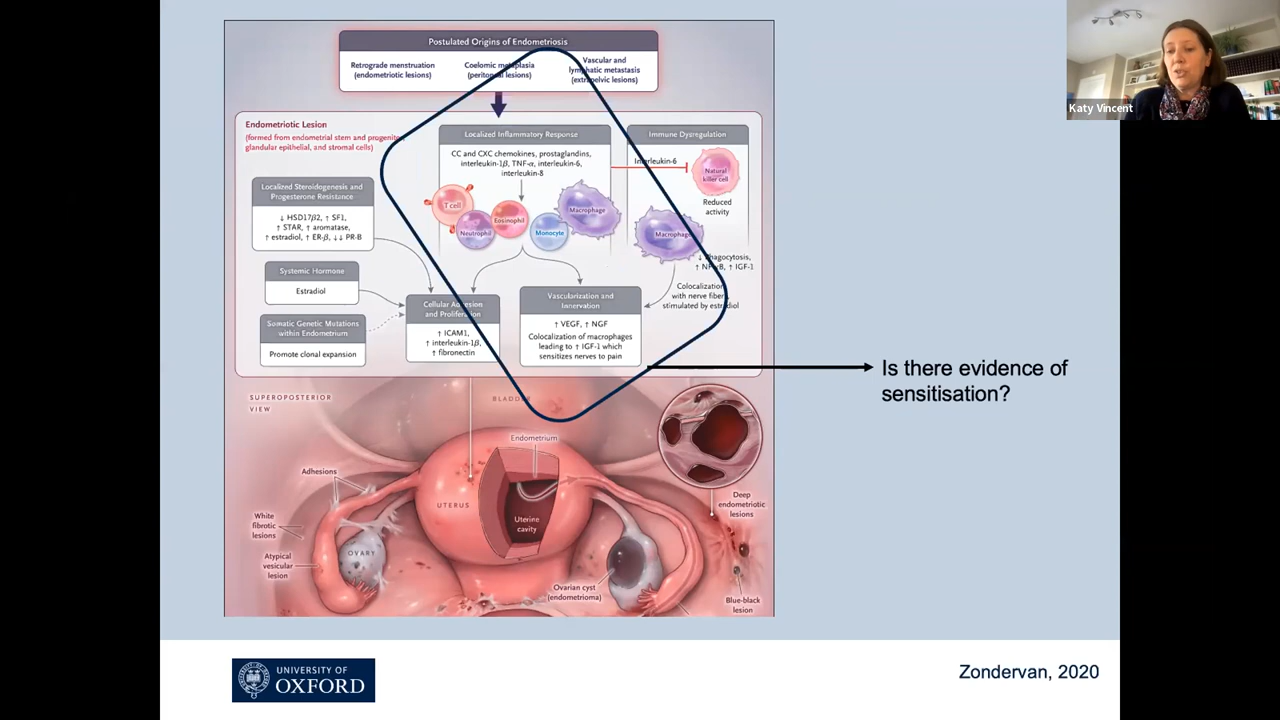 Postulated Origins of Endometriosis
Retrograde menstruation
(endometriotic lesions)
Coelomic metaplasia
(peritoneal lesions)
Vascular and
lymphatic metastasis
(extrapelvic lesions)
Endometriotic Lesion
(formed from endometrial stem and progenitor,
glandular epithelial, and stromal cells)
Localized Steroidogenesis and
Progesterone Resistance
↓ HSD17β2, ↑ SF1,
↑ STAR, ↑ aromatase,
↑ estradiol, ↑ ER-β, ↓↓ PR-B
Systemic Hormone
Estradiol
Somatic Genetic Mutations
within Endometrium
Promote clonal expansion
Localized Inflammatory Response
CC and CXC chemokines, prostaglandins,
interleukin-1β, TNF-α, interleukin-6,
interleukin-8
T cell
Neutrophil
Eosinophil
Monocyte
Macrophage
Cellular Adhesion
and Proliferation
↑ ICAM1,
↑ interleukin-1β,
↑ fibronectin
Vascularization and
Innervation
↑ VEGF, ↑ NGF
Colocalization of macrophages
leading to ↑ IGF-1 which
sensitizes nerves to pain
Immune Dysregulation
Interleukin-6
Natural
killer cell
Reduced
activity
Macrophage
↓ Phagocytosis,
↑ NF-κB, ↑ IGF-1
Colocalization
with nerve fibers,
stimulated by estradiol
Is there evidence of
sensitisation?
SUPEROPOSTERIOR
VIEW
BLADDER
Endometrium
Adhesions
UTERUS
Uterine
cavity
White
fibrotic
lesions
OVARY
Atypical
vesicular
lesion
Ovarian cyst
(endometrioma)
Deep
endometriotic
lesions
Blue-black
lesion
UNIVERSITY OF
OXFORD
Zondervan, 2020
Katy Vincent